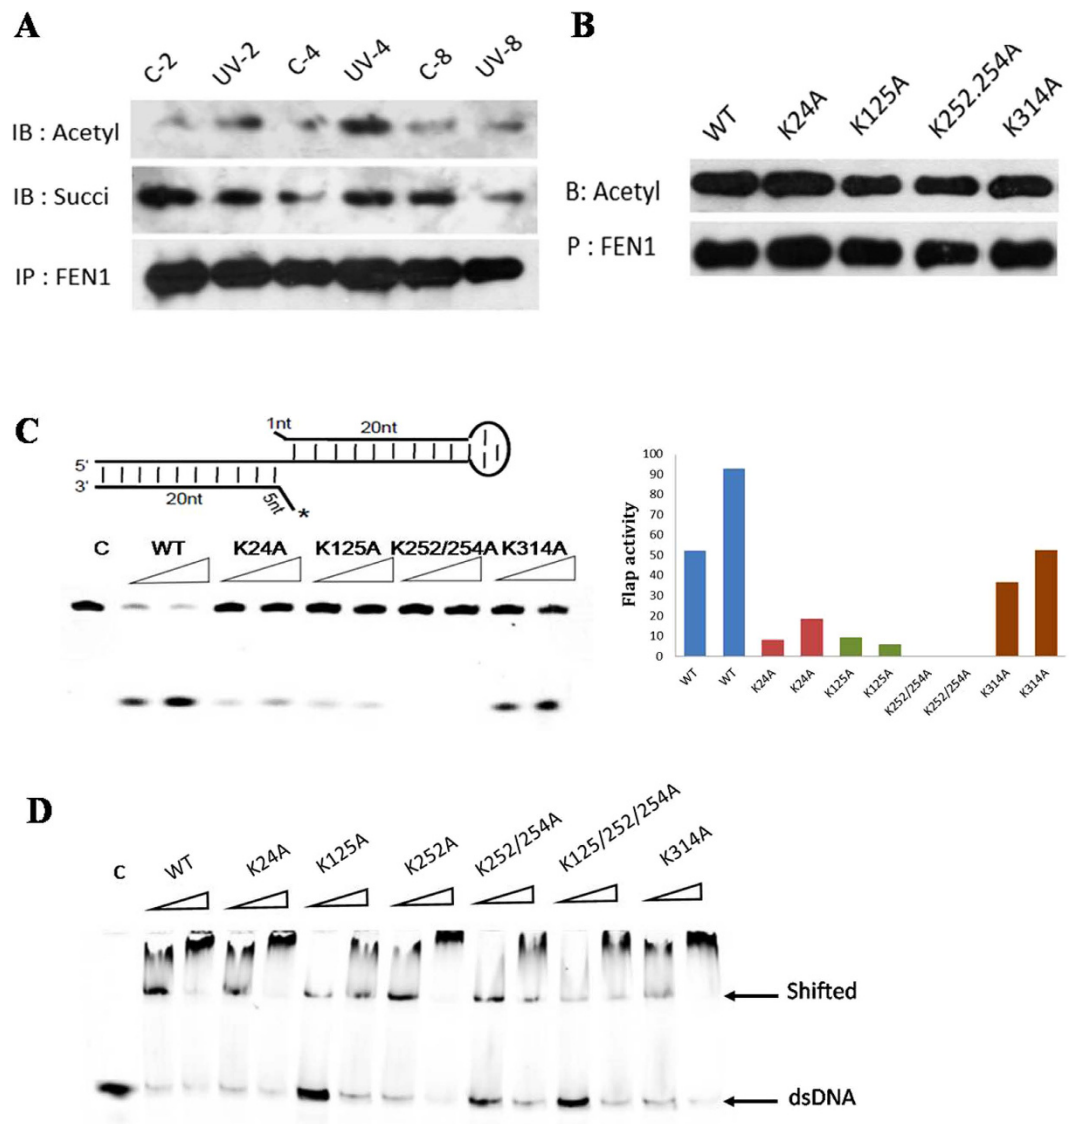 A
C-2 UV-2 C-4 UV-4 C-8 UV-8
IB : Acetyl
IB : Succi
IP : FEN1
B
WT K24A K125A K252.254A K314A
B: Acetyl
P : FEN1
C
1nt 20nt
5'
3'
20nt 5nt *
C WT K24A K125A K252/254A K314A
Flap activity
100
90
80
70
60
50
40
30
20
10
0
WT WT K24A K24A K125A K125A K252/254A K252/254A K314A K314A
D
C WT K24A K125A K252A K252/254A K125/252/254A K314A
Shifted
dsDNA